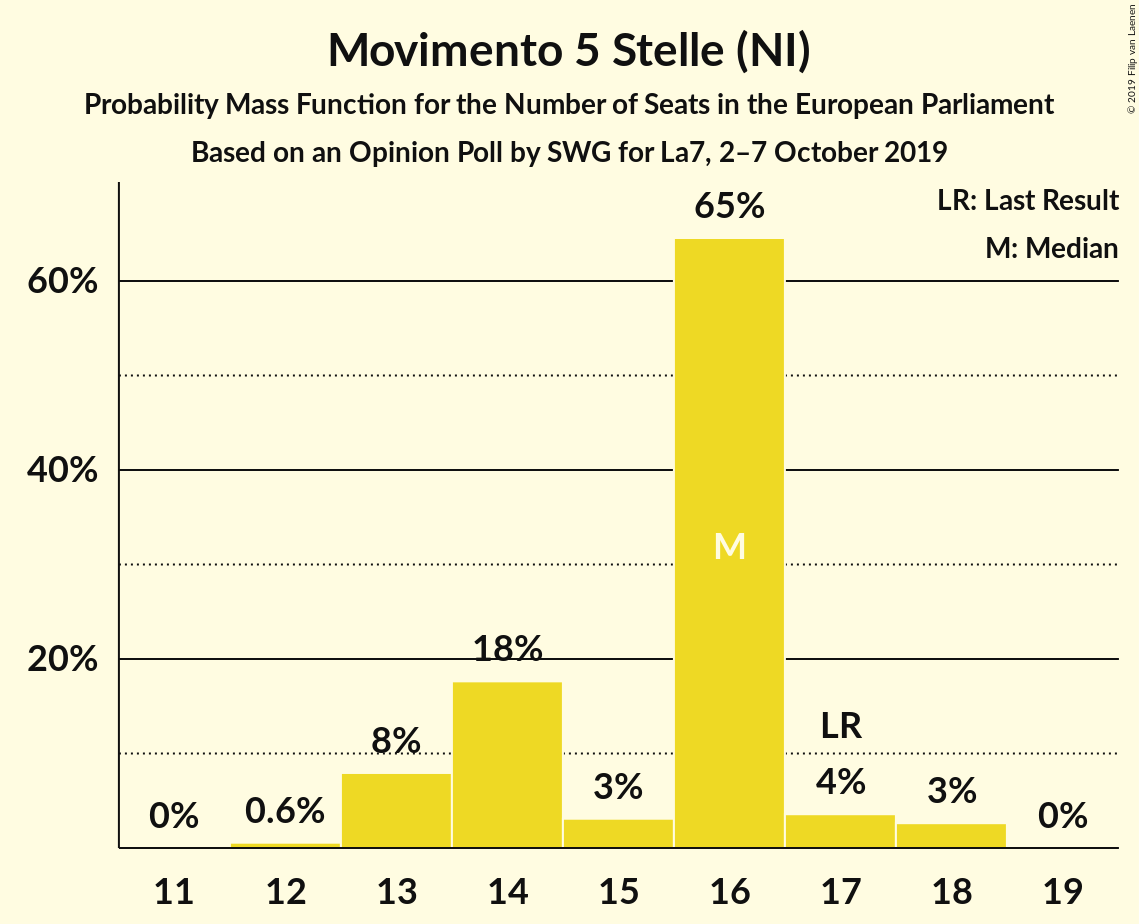 Movimento 5 Stelle (NI)
Probability Mass Function for the Number of Seats in the European Parliament
Based on an Opinion Poll by SWG for La7, 2–7 October 2019
© 2019 Filip van Laenen
LR: Last Result
M: Median
60%
40%
20%
0%
0.6%
8%
18%
3%
65%
M
LR
4%
3%
0%
11 12 13 14 15 16 17 18 19